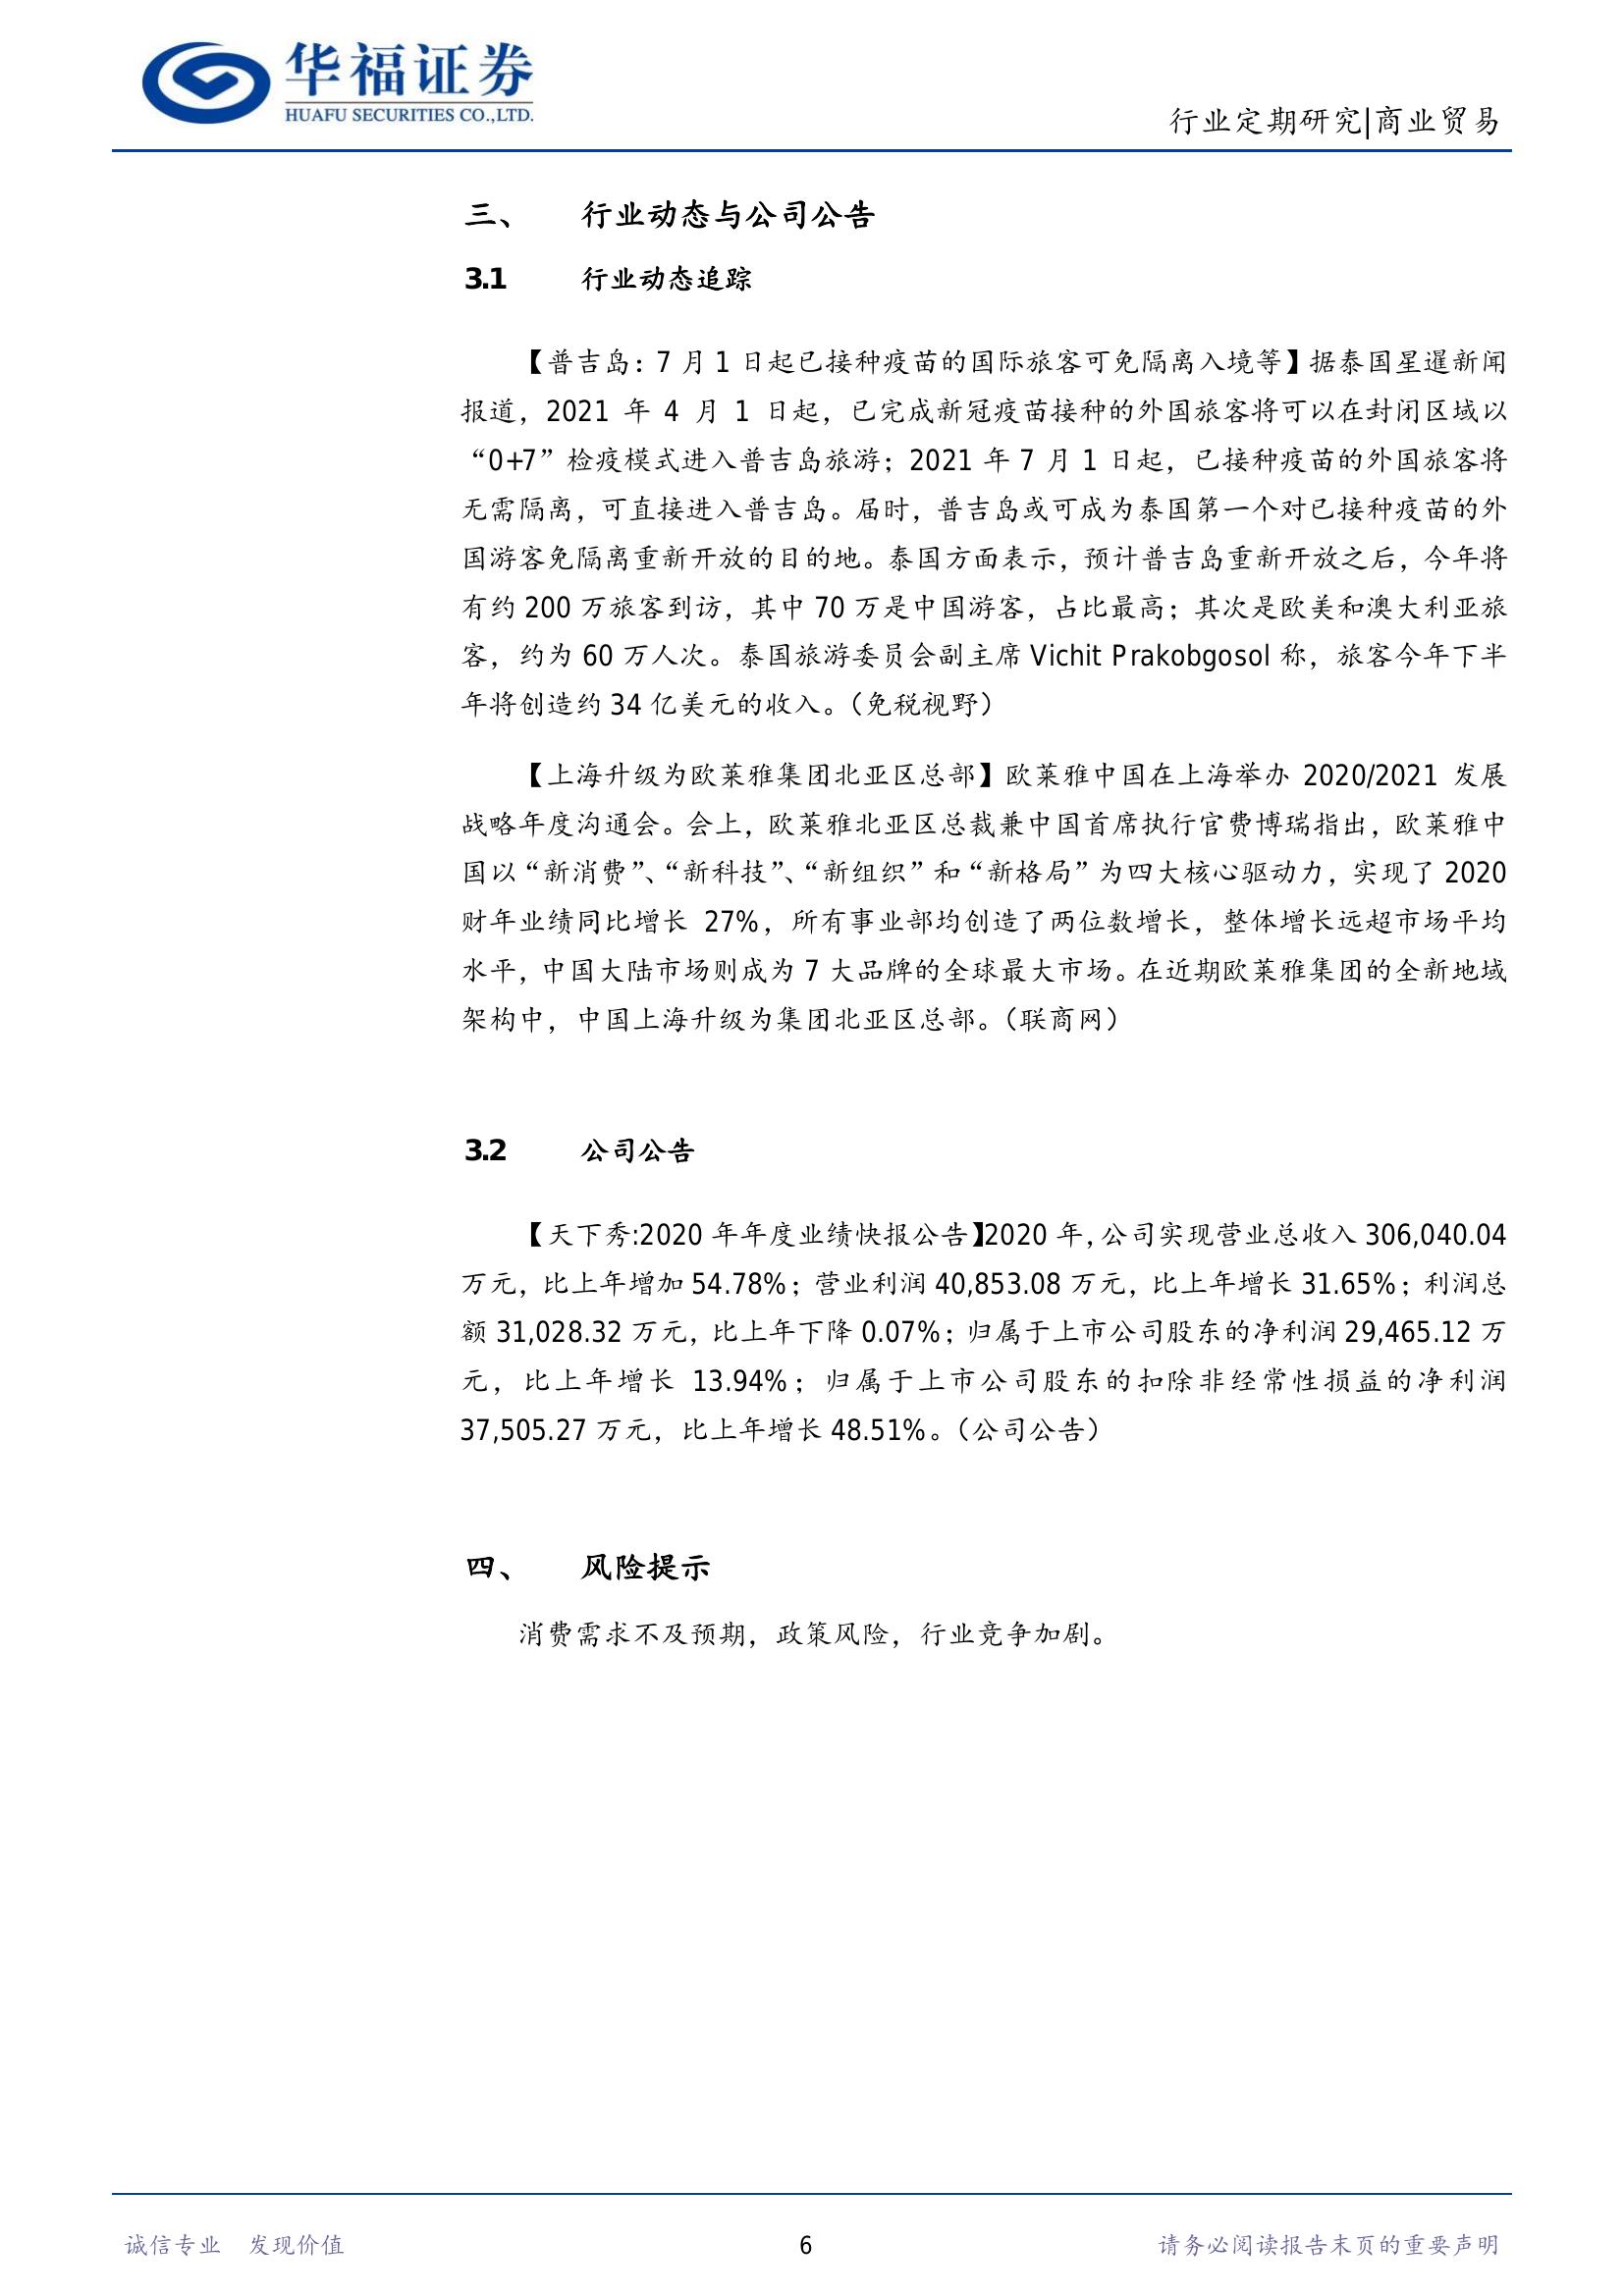 华福证券
HUAFU SECURITIES CO.,LTD.
行业定期研究|商业贸易
三、 行业动态与公司公告
3.1 行业动态追踪
【普吉岛：7 月 1 日起已接种疫苗的国际旅客可免隔离入境等】据泰国星暹新闻
报道，2021 年 4 月 1 日起，已完成新冠疫苗接种的外国旅客将可以在封闭区域以
“0+7”检疫模式进入普吉岛旅游；2021 年 7 月 1 日起，已接种疫苗的外国旅客将
无需隔离，可直接进入普吉岛。届时，普吉岛或可成为泰国第一个对已接种疫苗的外
国游客免隔离重新开放的目的地。泰国方面表示，预计普吉岛重新开放之后，今年将
有约 200 万旅客到访，其中 70 万是中国游客，占比最高；其次是欧美和澳大利亚旅
客，约为 60 万人次。泰国旅游委员会副主席 Vichit Prakobgosol 称，旅客今年下半
年将创造约 34 亿美元的收入。（免税视野）
【上海升级为欧莱雅集团北亚区总部】欧莱雅中国在上海举办 2020/2021 发展
战略年度沟通会。会上，欧莱雅北亚区总裁兼中国首席执行官费博瑞指出，欧莱雅中
国以“新消费”、“新科技”、“新组织”和“新格局”为四大核心驱动力，实现了 2020
财年业绩同比增长 27%，所有事业部均创造了两位数增长，整体增长远超市场平均
水平，中国大陆市场则成为 7 大品牌的全球最大市场。在近期欧莱雅集团的全新地域
架构中，中国上海升级为集团北亚区总部。（联商网）
3.2 公司公告
【天下秀:2020 年年度业绩快报公告】2020 年，公司实现营业总收入 306,040.04
万元，比上年增加 54.78%；营业利润 40,853.08 万元，比上年增长 31.65%；利润总
额 31,028.32 万元，比上年下降 0.07%；归属于上市公司股东的净利润 29,465.12 万
元，比上年增长 13.94%；归属于上市公司股东的扣除非经常性损益的净利润
37,505.27 万元，比上年增长 48.51%。（公司公告）
四、 风险提示
消费需求不及预期，政策风险，行业竞争加剧。
诚信专业 发现价值
6
请务必阅读报告末页的重要声明